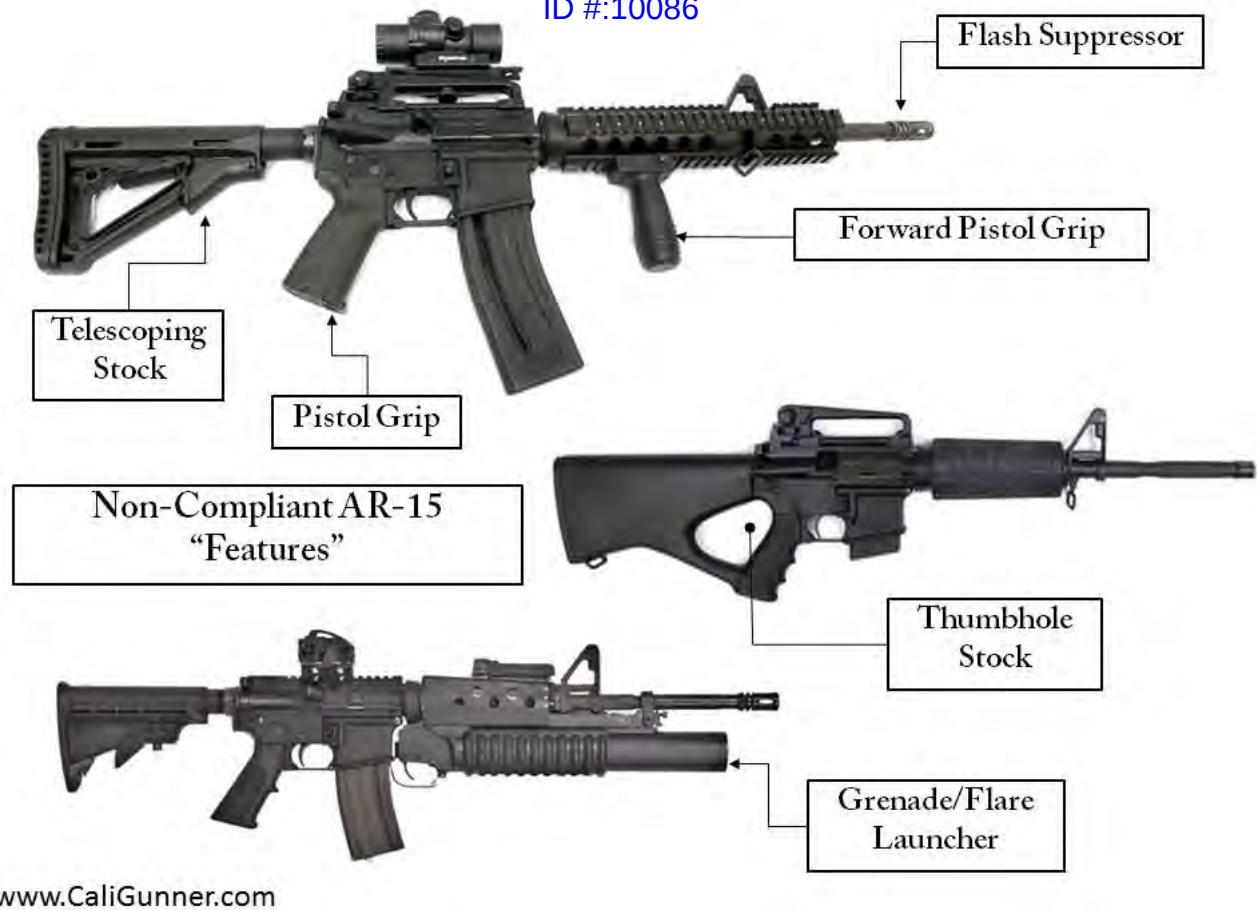 ID #:10086
Flash Suppressor
Forward Pistol Grip
Telescoping
Stock
Pistol Grip
Non-Compliant AR-15
“Features”
Thumbhole
Stock
Grenade/Flare
Launcher
www.CaliGunner.com